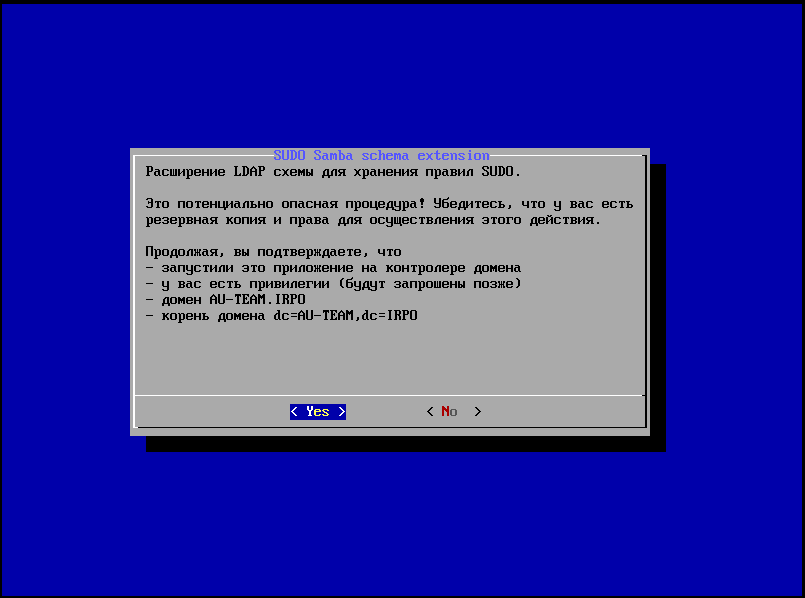 SUDO Samba schema extension
Расширение LDAP схемы для хранения правил SUDO.
Это потенциально опасная процедура! Убедитесь, что у вас есть
резервная копия и права для осуществления этого действия.
Продолжая, вы подтверждаете, что
- запустили это приложение на контролере домена
- у вас есть привилегии (будут запрошены позже)
- домен AU-TEAM.IRPO
- корень домена dc=AU-TEAM,dc=IRPO
< Yes > < No >